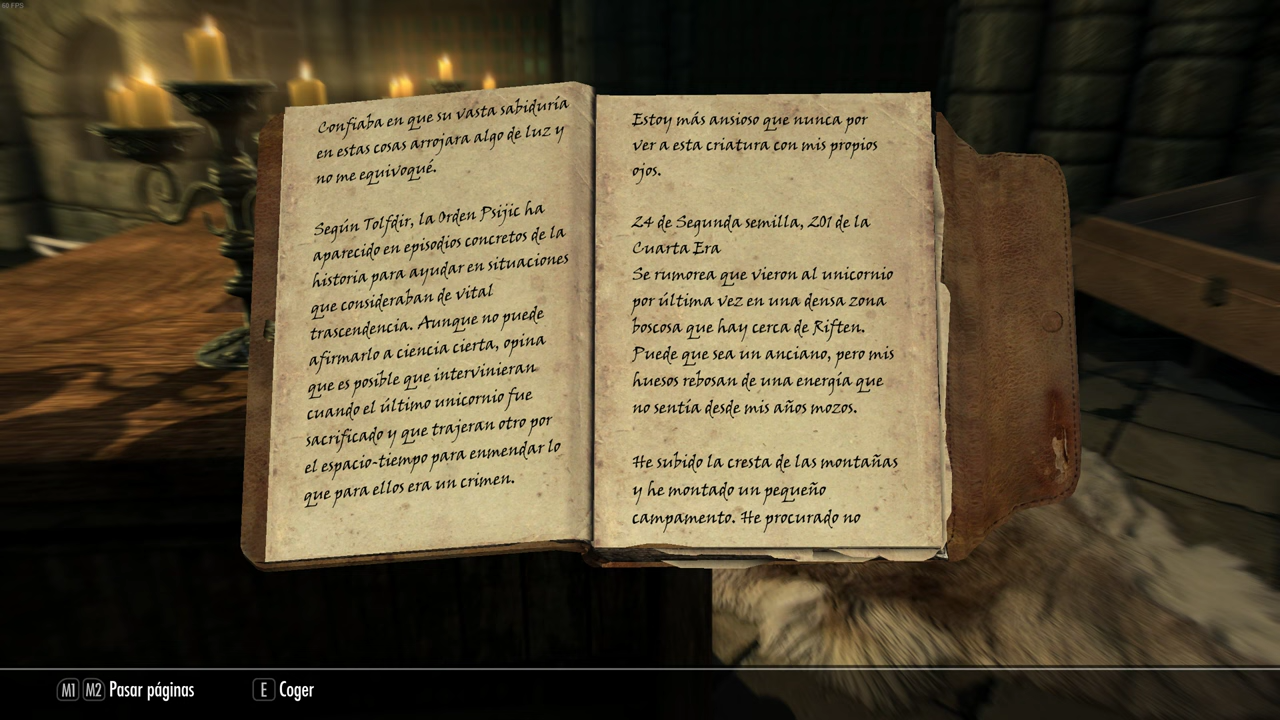 60 FPS
Confiaba en que su vasta sabiduría
en estas cosas arrojara algo de luz y
no me equivoqué.
Según Tolfdir, la Orden Psijic ha
aparecido en episodios concretos de la
historia para ayudar en situaciones
que consideraban de vital
trascendencia. Aunque no puede
afirmarlo a ciencia cierta, opina
que es posible que intervinieran
cuando el último unicornio fue
sacrificado y que trajeran otro por
el espacio-tiempo para enmendar lo
que para ellos era un crimen.
Estoy más ansioso que nunca por
ver a esta criatura con mis propios
ojos.
24 de Segunda semilla, 201 de la
Cuarta Era
Se rumorea que vieron al unicornio
por última vez en una densa zona
boscosa que hay cerca de Riften.
Puede que sea un anciano, pero mis
huesos rebosan de una energía que
no sentía desde mis años mozos.
He subido la cresta de las montañas
y he montado un pequeño
campamento. He procurado no
M1 M2 Pasar páginas
E Coger